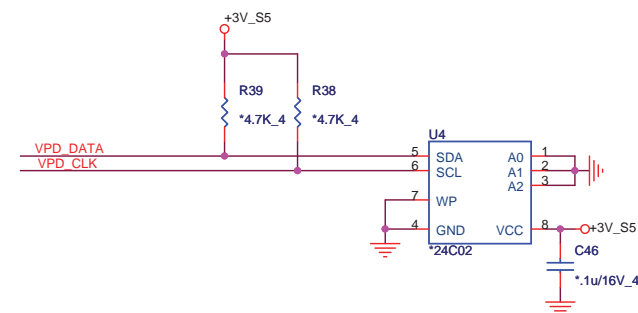 +3V_S5
R39
R38
*4.7K_4
*4.7K_4
VPD_DATA
VPD_CLK
U4
5
SDA
A0
1
6
SCL
A1
2
A2
3
7
WP
4
GND
VCC
8
+3V_S5
*24C02
C46
*.1u/16V_4